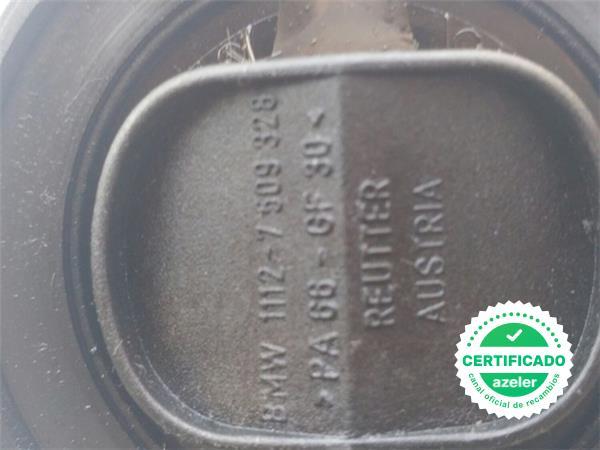 BMW 1112-7 509 328
>PA 66 - GF 30<
REUTTER
AUSTRIA
CERTIFICADO
azeler
canal oficial de recambios